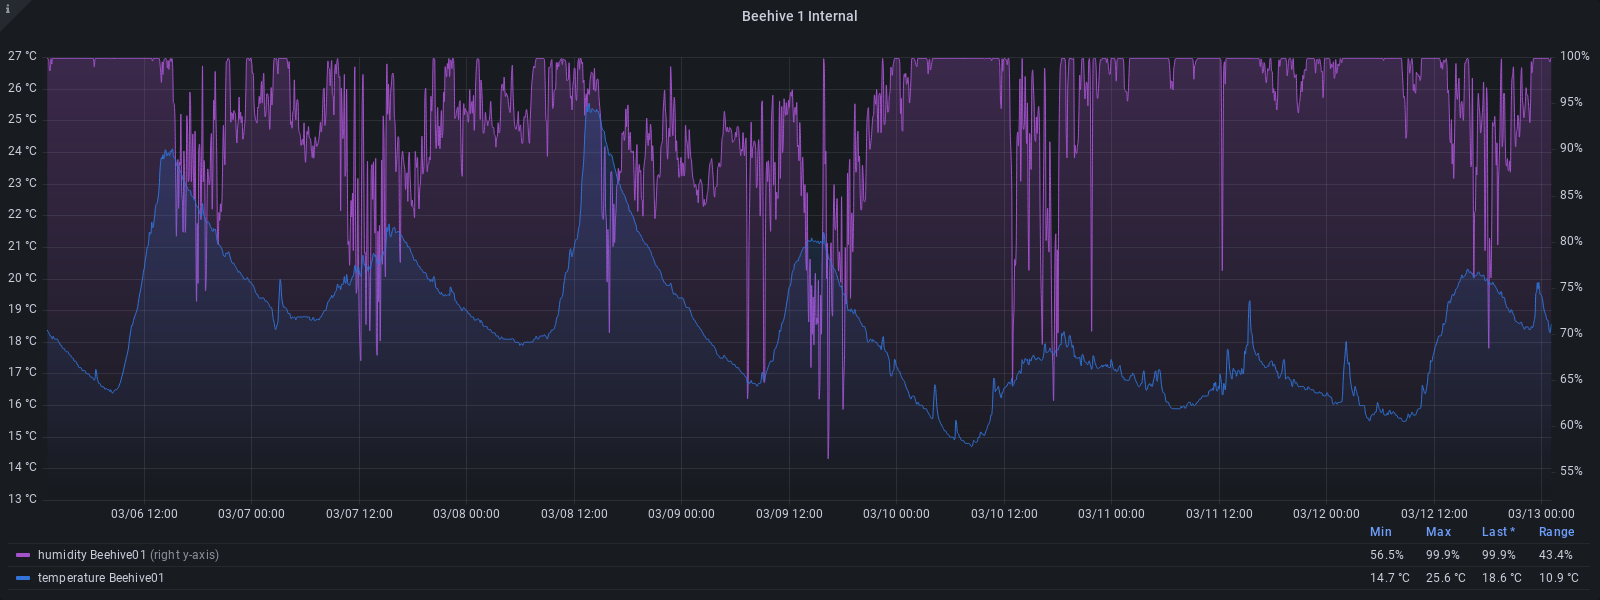 i
Beehive 1 Internal
27 °C 100%
26 °C 95%
25 °C 90%
24 °C 85%
23 °C 80%
22 °C 75%
21 °C 70%
20 °C 65%
19 °C 60%
18 °C 55%
17 °C
16 °C
15 °C
14 °C
13 °C
03/06 12:00 03/07 00:00 03/07 12:00 03/08 00:00 03/08 12:00 03/09 00:00 03/09 12:00 03/10 00:00 03/10 12:00 03/11 00:00 03/11 12:00 03/12 00:00 03/12 12:00 03/13 00:00
Min Max Last * Range
humidity Beehive01 (right y-axis) 56.5% 99.9% 99.9% 43.4%
temperature Beehive01 14.7 °C 25.6 °C 18.6 °C 10.9 °C